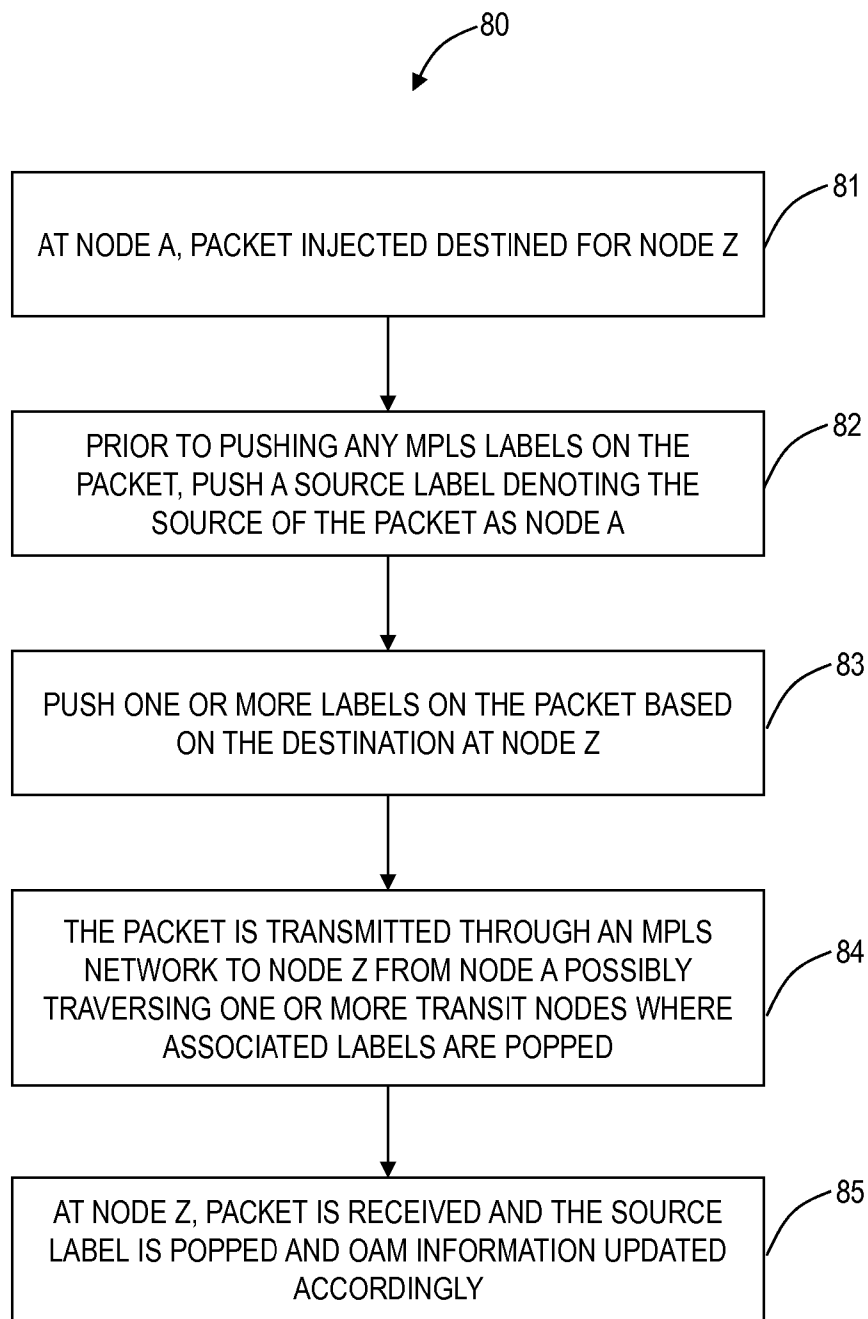 80
81
AT NODE A, PACKET INJECTED DESTINED FOR NODE Z
82
PRIOR TO PUSHING ANY MPLS LABELS ON THE
PACKET, PUSH A SOURCE LABEL DENOTING THE
SOURCE OF THE PACKET AS NODE A
83
PUSH ONE OR MORE LABELS ON THE PACKET BASED
ON THE DESTINATION AT NODE Z
84
THE PACKET IS TRANSMITTED THROUGH AN MPLS
NETWORK TO NODE Z FROM NODE A POSSIBLY
TRAVERSING ONE OR MORE TRANSIT NODES WHERE
ASSOCIATED LABELS ARE POPPED
85
AT NODE Z, PACKET IS RECEIVED AND THE SOURCE
LABEL IS POPPED AND OAM INFORMATION UPDATED
ACCORDINGLY